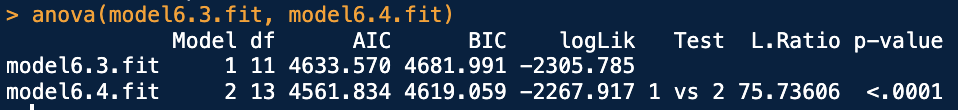 > anova(model6.3.fit, model6.4.fit)
Model df AIC BIC logLik Test L.Ratio p-value
model6.3.fit 1 11 4633.570 4681.991 -2305.785
model6.4.fit 2 13 4561.834 4619.059 -2267.917 1 vs 2 75.73606 <.0001